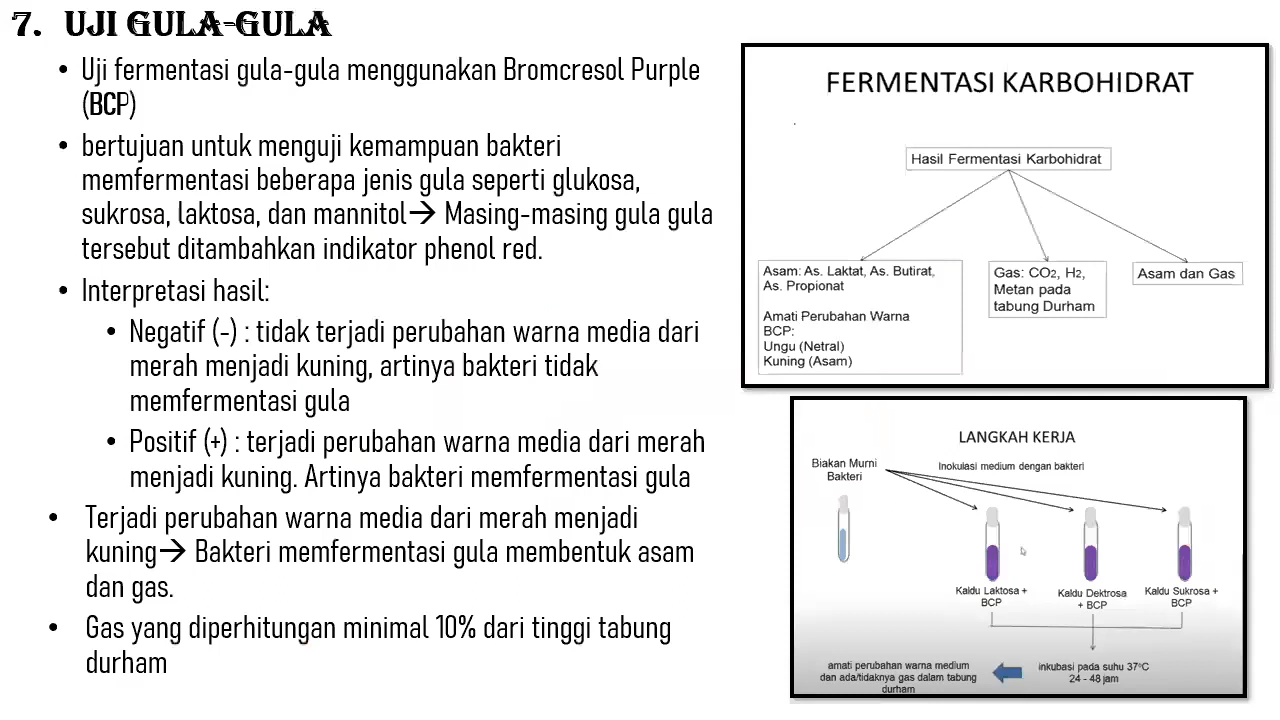 7. UJI GULA-GULA
• Uji fermentasi gula-gula menggunakan Bromcresol Purple
(BCP)
• bertujuan untuk menguji kemampuan bakteri
memfermentasi beberapa jenis gula seperti glukosa,
sukrosa, laktosa, dan mannitol→ Masing-masing gula gula
tersebut ditambahkan indikator phenol red.
• Interpretasi hasil:
• Negatif (-) : tidak terjadi perubahan warna media dari
merah menjadi kuning, artinya bakteri tidak
memfermentasi gula
• Positif (+) : terjadi perubahan warna media dari merah
menjadi kuning. Artinya bakteri memfermentasi gula
• Terjadi perubahan warna media dari merah menjadi
kuning→ Bakteri memfermentasi gula membentuk asam
dan gas.
• Gas yang diperhitungan minimal 10% dari tinggi tabung
durham
FERMENTASI KARBOHIDRAT
Hasil Fermentasi Karbohidrat
Asam: As. Laktat, As. Butirat,
As. Propionat
Amati Perubahan Warna
BCP:
Ungu (Netral)
Kuning (Asam)
Gas: CO2, H2,
Metan pada
tabung Durham
Asam dan Gas
LANGKAH KERJA
Biakan Murni
Bakteri
Inokulasi medium dengan bakteri
Kaldu Laktosa +
BCP
Kaldu Dektrosa
+ BCP
Kaldu Sukrosa +
BCP
inkubasi pada suhu 37°C
24 - 48 jam
amati perubahan warna medium
dan ada/tidaknya gas dalam tabung
durham